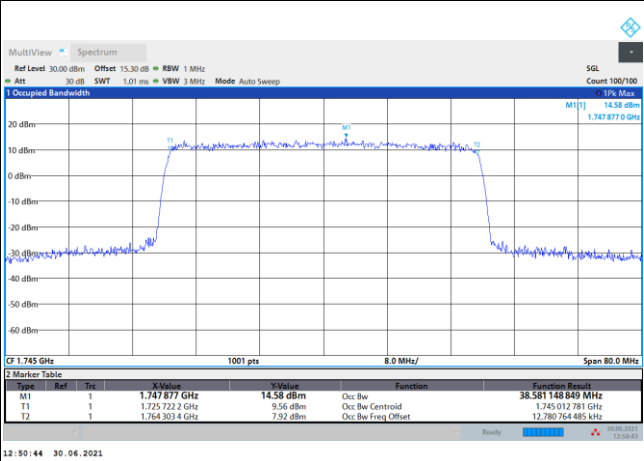 MultiView Spectrum
Ref Level 30.00 dBm Offset 15.30 dB RBW 1 MHz SGL
Att 30 dB SWT 1.01 ms VBW 3 MHz Mode Auto Sweep Count 100/100
1 Occupied Bandwidth 1Pk Max
M1[1] 14.58 dBm
1.747 877 0 GHz
M1
T1
T2
20 dBm
10 dBm
0 dBm
-10 dBm
-20 dBm
-30 dBm
-40 dBm
-50 dBm
-60 dBm
CF 1.745 GHz 1001 pts 8.0 MHz/ Span 80.0 MHz
2 Marker Table
Type Ref Trc X-Value Y-Value Function Function Result
M1 1 1.747 877 GHz 14.58 dBm Occ Bw 38.581 148 849 MHz
T1 1 1.725 722 2 GHz 9.56 dBm Occ Bw Centroid 1.745 012 781 GHz
T2 1 1.764 303 4 GHz 7.92 dBm Occ Bw Freq Offset 12.780 764 485 kHz
Ready 30.06.2021
12:50:43
12:50:44 30.06.2021